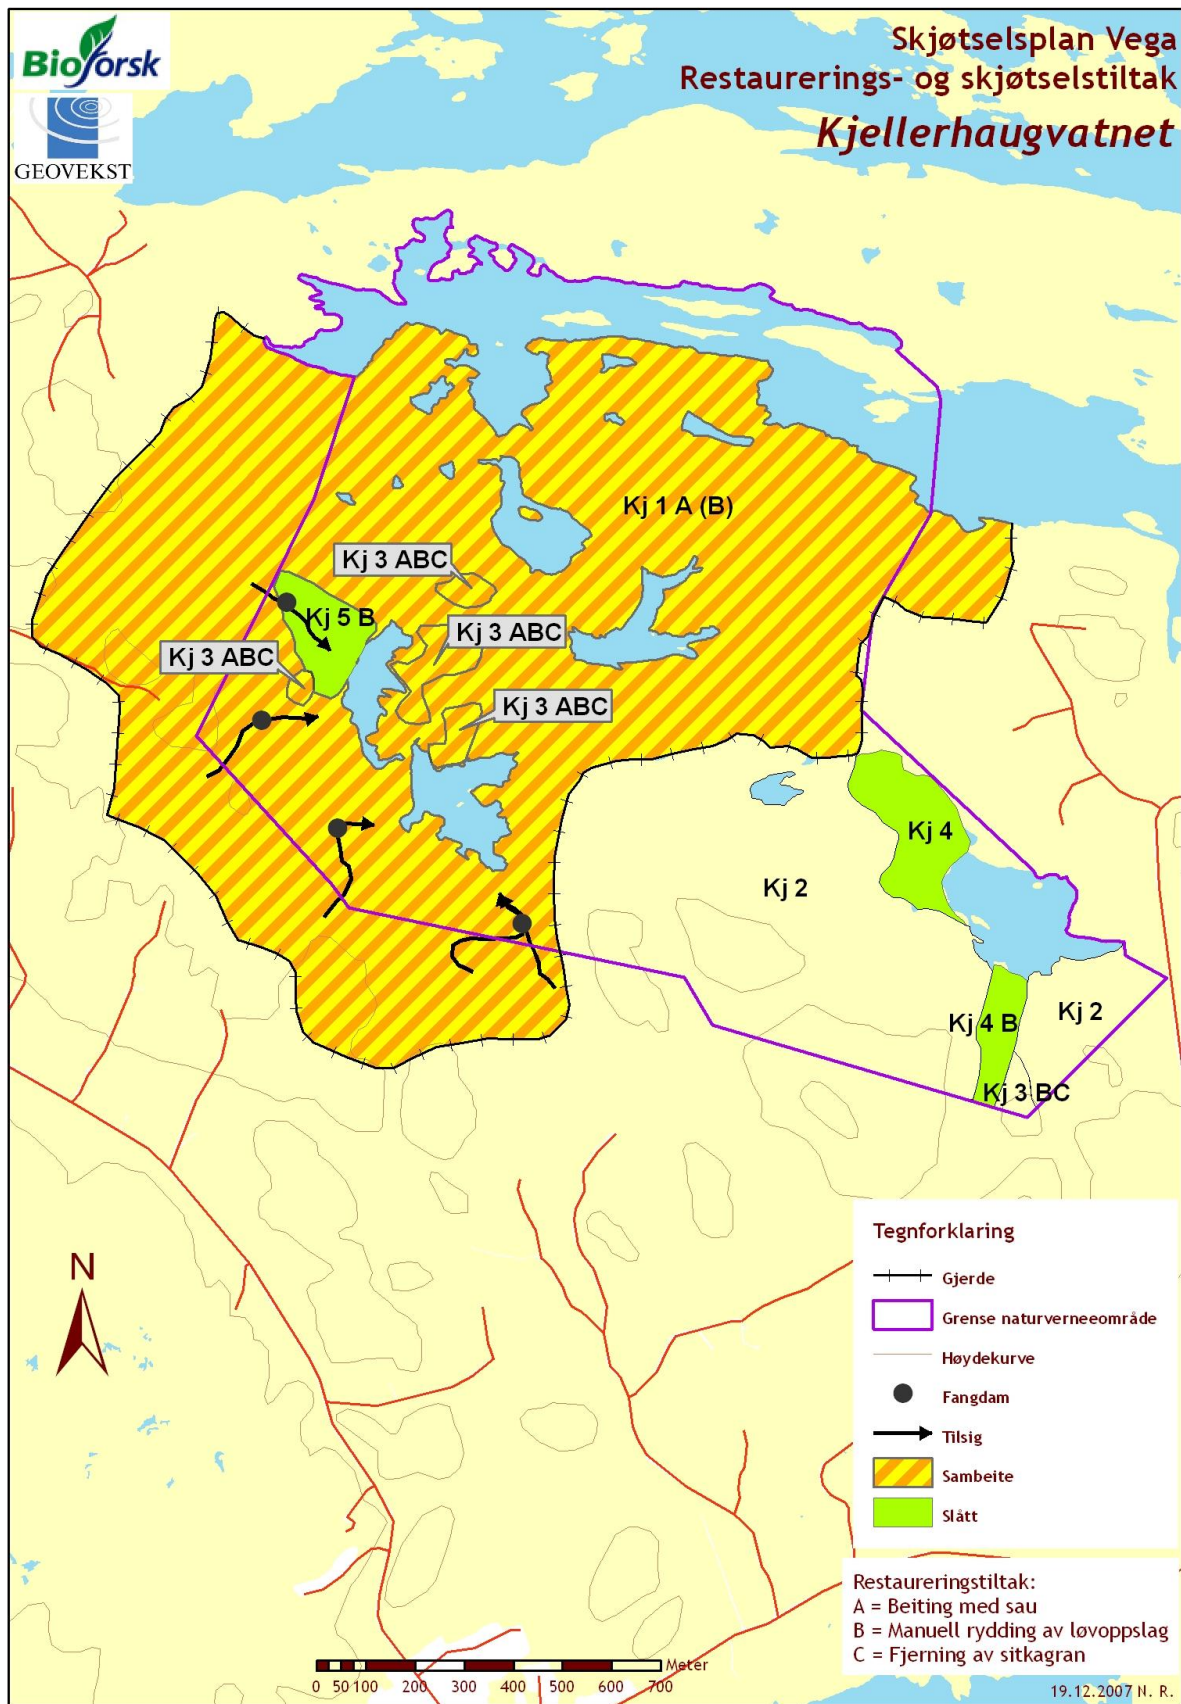 Bioforsk
GEOVEKST
Skjøtselsplan Vega
Restaurerings- og skjøtselstiltak
Kjellerhaugvatnet
Kj 1 A (B)
Kj 3 ABC
Kj 5 B
Kj 3 ABC
Kj 3 ABC
Kj 3 ABC
Kj 4
Kj 2
Kj 4 B
Kj 2
Kj 3 BC
N
Tegnforklaring
Gjerde
Grense naturverneeområde
Høydekurve
Fangdam
Tilsig
Sambeite
Slått
Restaureringstiltak:
A = Beiting med sau
B = Manuell rydding av løvoppslag
C = Fjerning av sitkagran
Meter
0 50 100 200 300 400 500 600 700
19.12.2007 N. R.